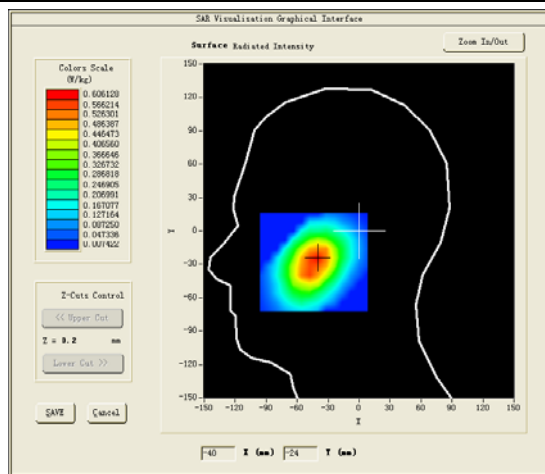 SAR Visualisation Graphical Interface
Surface Radiated Intensity
Zoom In/Out
Colors Scale
(W/kg)
0.606128
0.566214
0.526301
0.486387
0.446473
0.406560
0.366646
0.326732
0.286818
0.246905
0.206991
0.167077
0.127164
0.087250
0.047336
0.007422
150
120
90
60
30
0
-30
-60
-90
-120
-150
Y
-150 -120 -90 -60 -30 0 30 60 90 120 150
X
Z-Cuts Control
<< Upper Cut
Z = 0.2 mm
Lower Cut >>
SAVE
Cancel
-40 X (mm) -24 Y (mm)